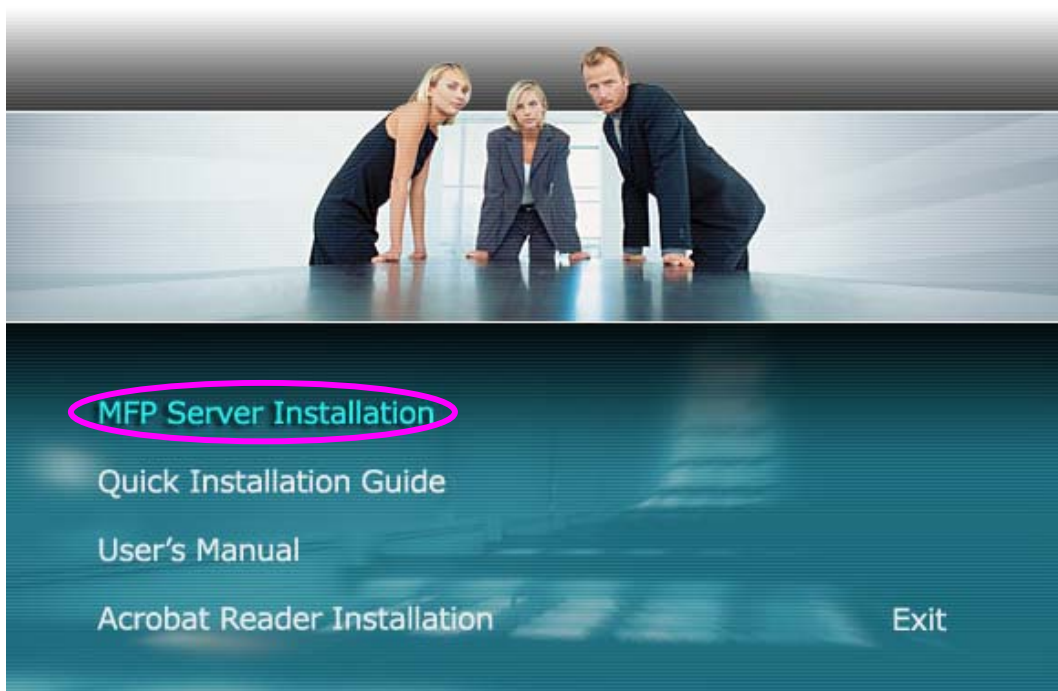 MFP Server Installation
Quick Installation Guide
User's Manual
Acrobat Reader Installation
Exit